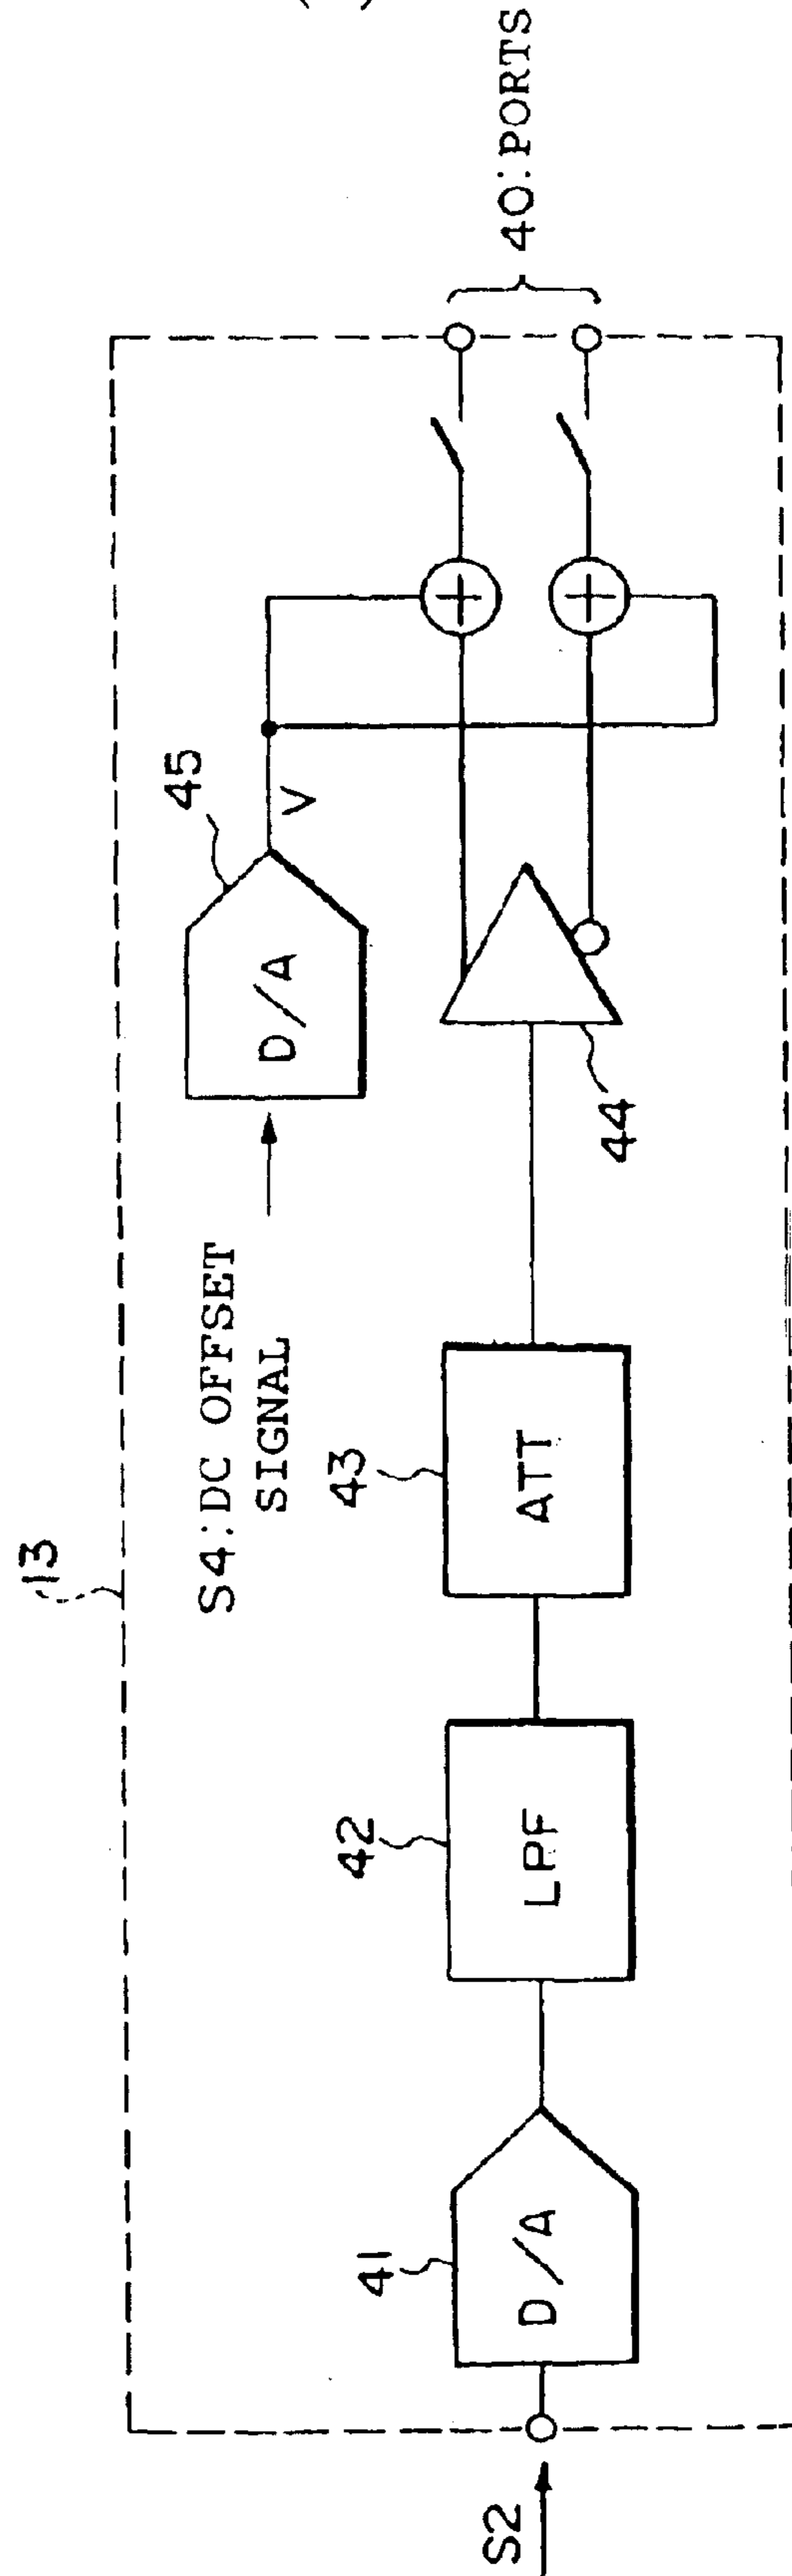 13
S4:DC OFFSET
SIGNAL
45
D/A
V
40:PORTS
41
D/A
42
LPF
43
ATT
44
S2